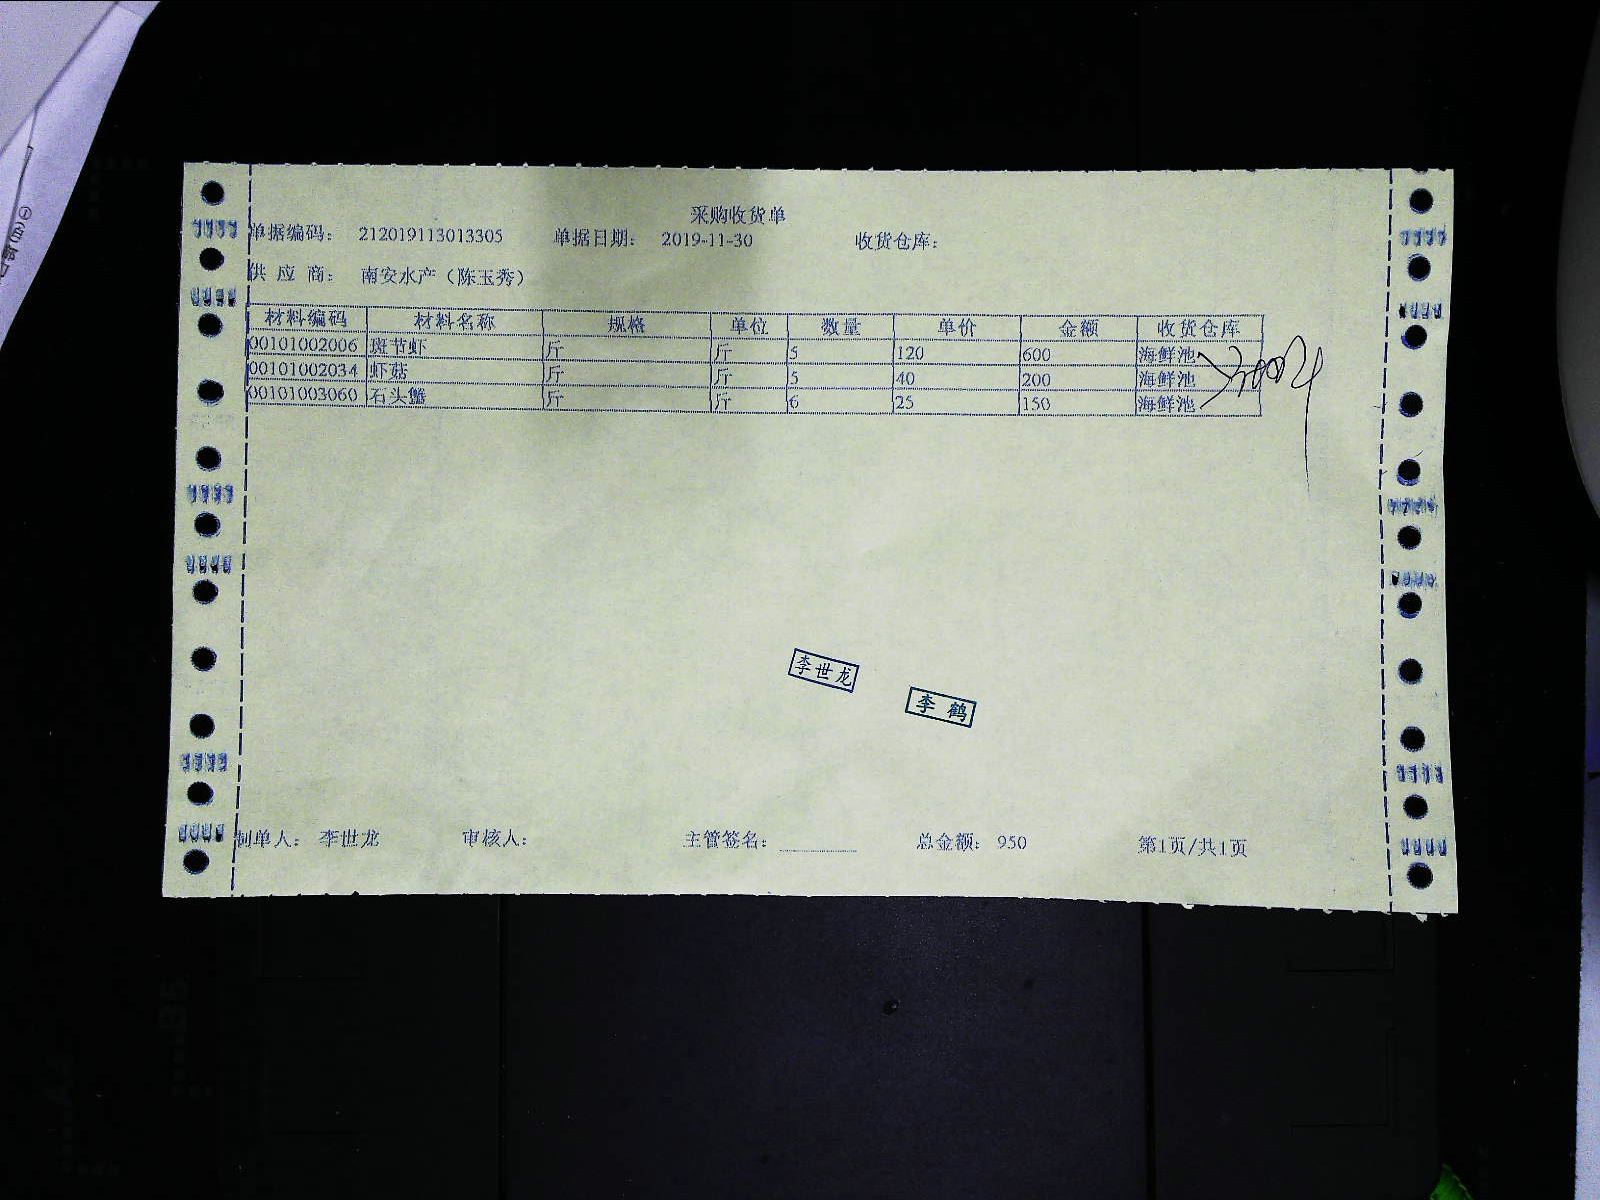 采购收货单
单据编码： 212019113013305 单据日期： 2019-11-30 收货仓库：
供 应 商： 南安水产（陈玉秀）
材料编码 材料名称 规格 单位 数量 单价 金额 收货仓库
00101002006 斑节虾 斤 斤 5 120 600 海鲜池
00101002034 虾菇 斤 斤 5 40 200 海鲜池
00101003060 石头蟹 斤 斤 6 25 150 海鲜池
李世龙
李 鹤
制单人： 李世龙 审核人： 主管签名： 总金额： 950 第1页/共1页